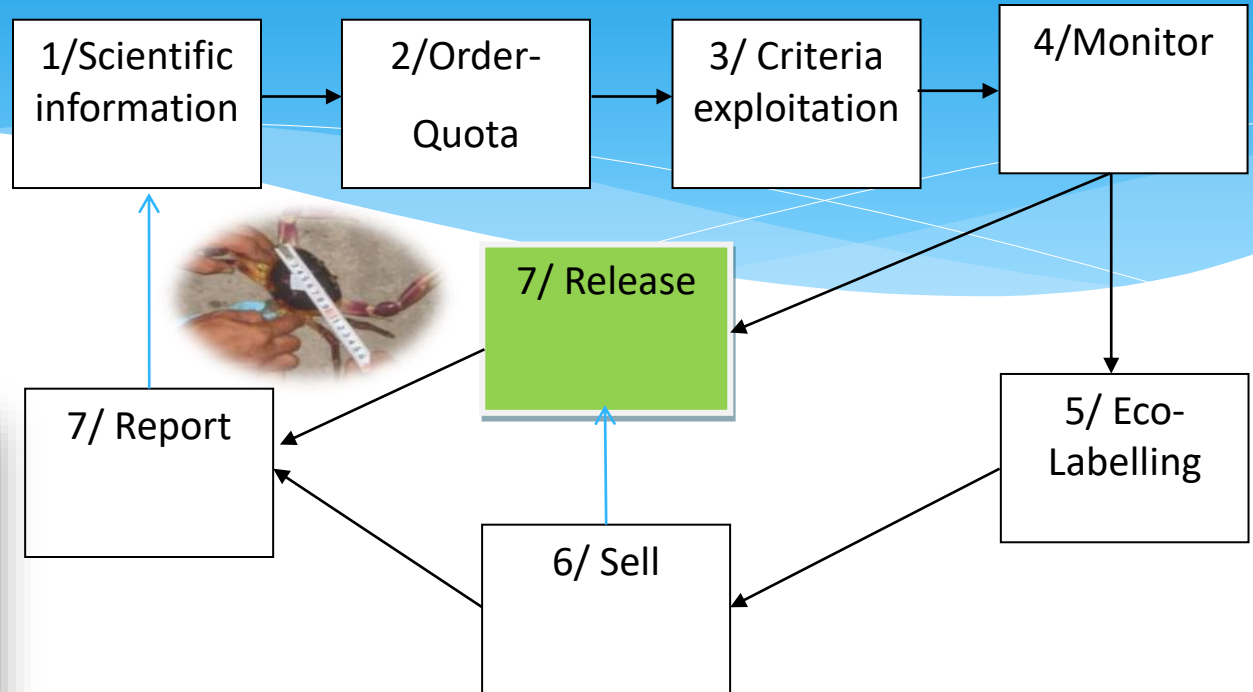 1/Scientific
information
2/Order-
Quota
3/ Criteria
exploitation
4/Monitor
7/ Release
7/ Report
5/ Eco-
Labelling
6/ Sell